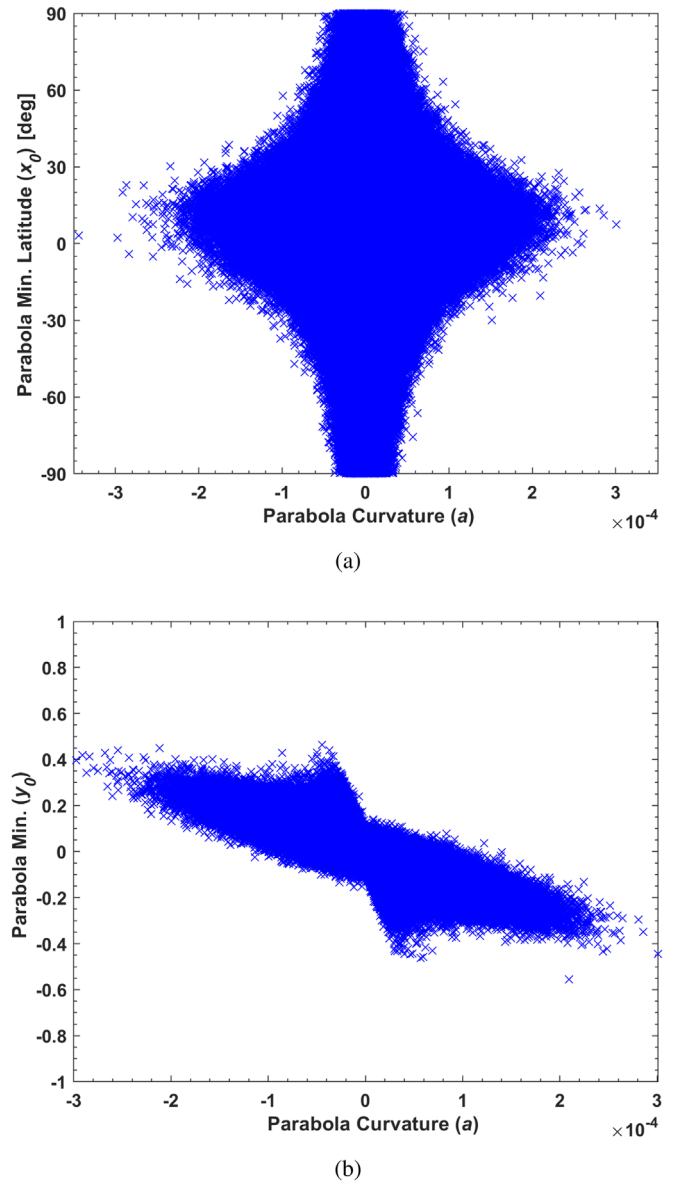 90
60
30
0
-30
-60
-90
Parabola Min. Latitude (x0) [deg]
-3 -2 -1 0 1 2 3
Parabola Curvature (a)
×10-4
(a)
1
0.8
0.6
0.4
0.2
0
-0.2
-0.4
-0.6
-0.8
-1
Parabola Min. (y0)
-3 -2 -1 0 1 2 3
Parabola Curvature (a)
×10-4
(b)